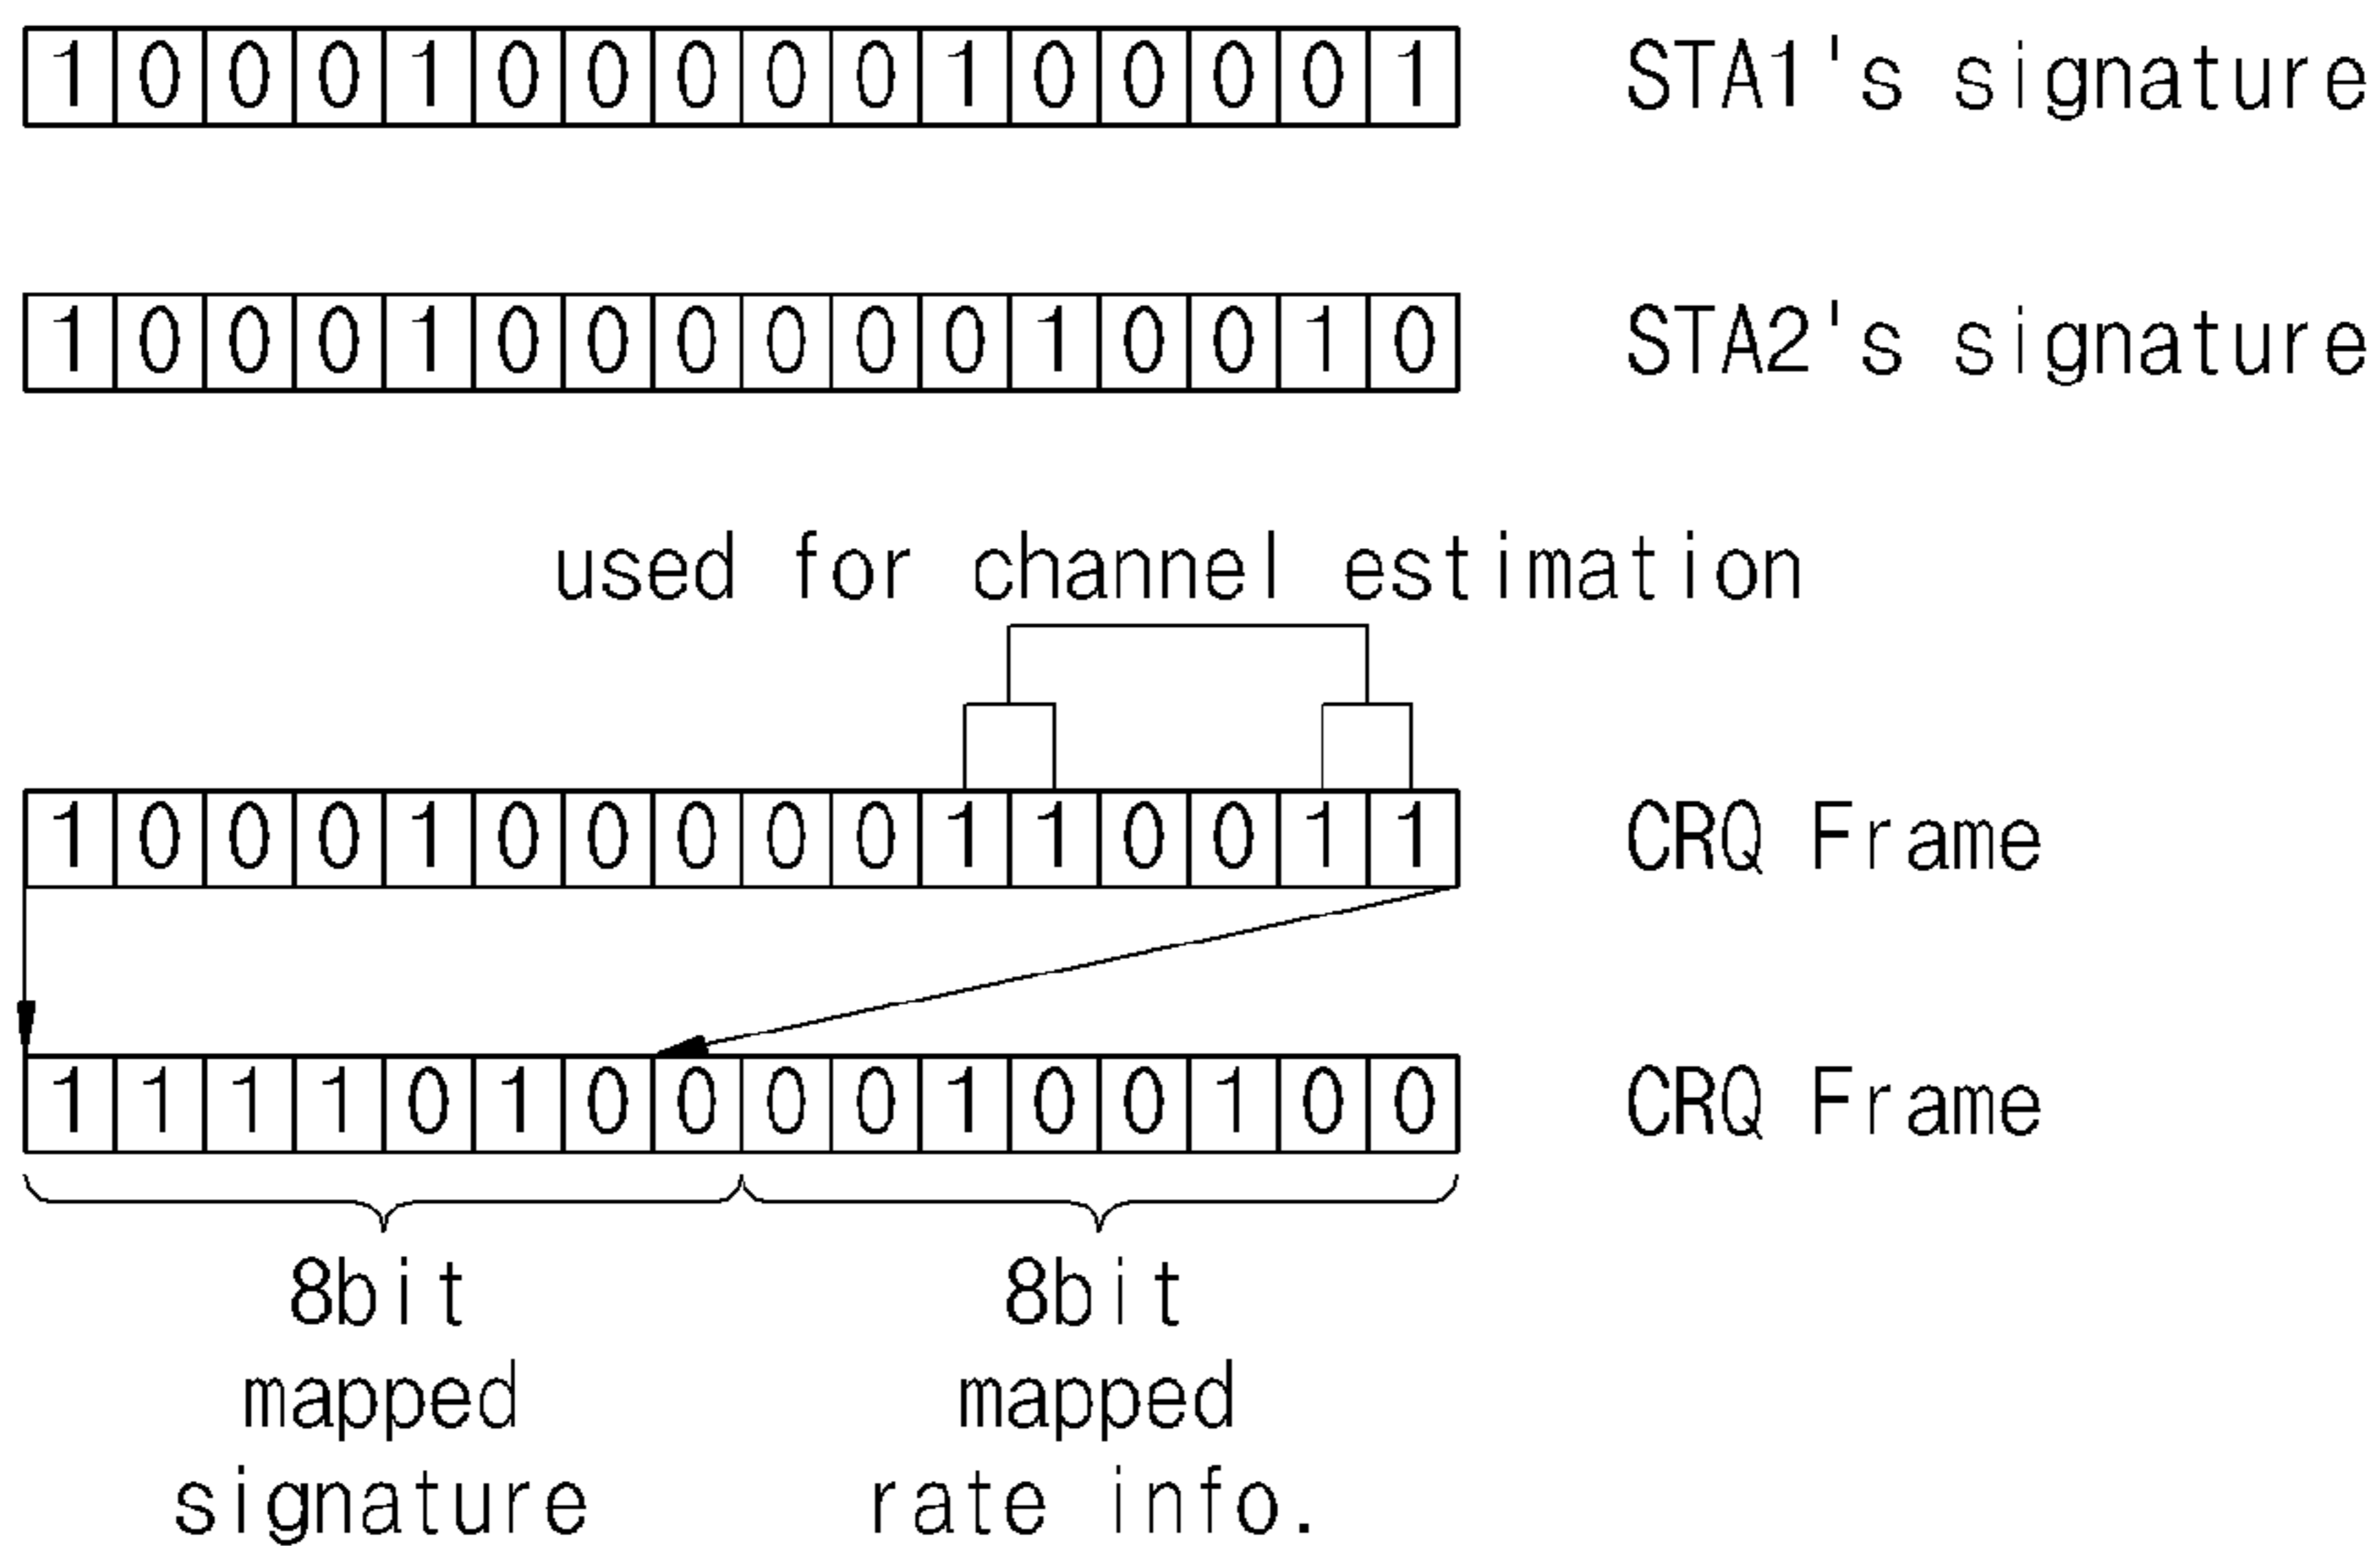 1 0 0 0 1 0 0 0 0 0 1 0 0 0 0 1 STA1's signature
1 0 0 0 1 0 0 0 0 0 0 1 0 0 1 0 STA2's signature
used for channel estimation
1 0 0 0 1 0 0 0 0 0 1 1 0 0 1 1 CRQ Frame
1 1 1 1 0 1 0 0 0 0 1 0 0 1 0 0 CRQ Frame
8bit 8bit
mapped mapped
signature rate info.